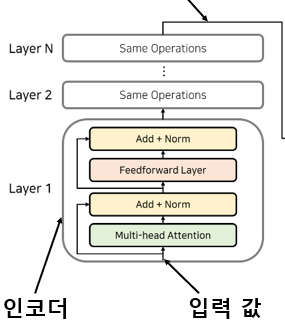 Layer N
Same Operations
Layer 2
Same Operations
Add + Norm
Feedforward Layer
Layer 1
Add + Norm
Multi-head Attention
인코더
입력 값